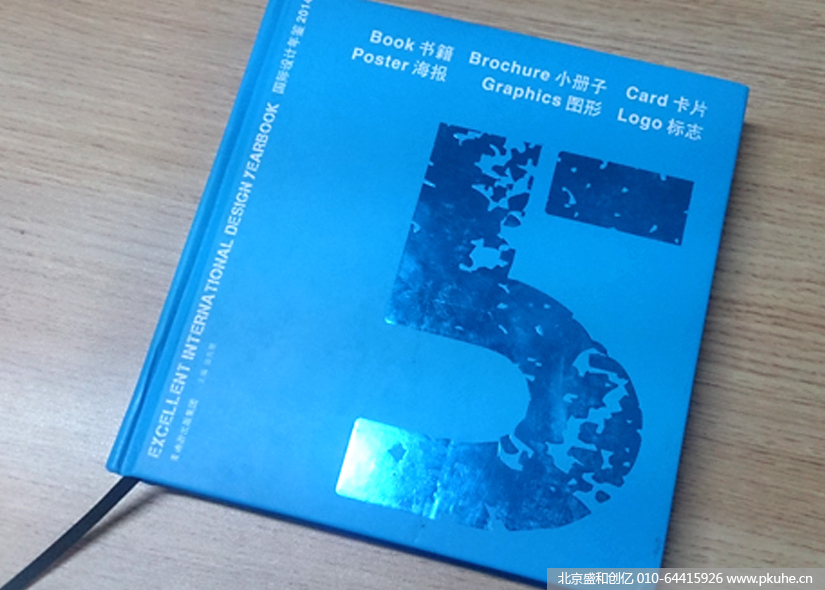 Book 书籍 Brochure 小册子 Card 卡片
Poster 海报 Graphics 图形 Logo 标志
5
EXCELLENT INTERNATIONAL DESIGN YEARBOOK 国际设计年鉴 2014
北京盛和创亿 010-64415926 www.pkuhe.cn